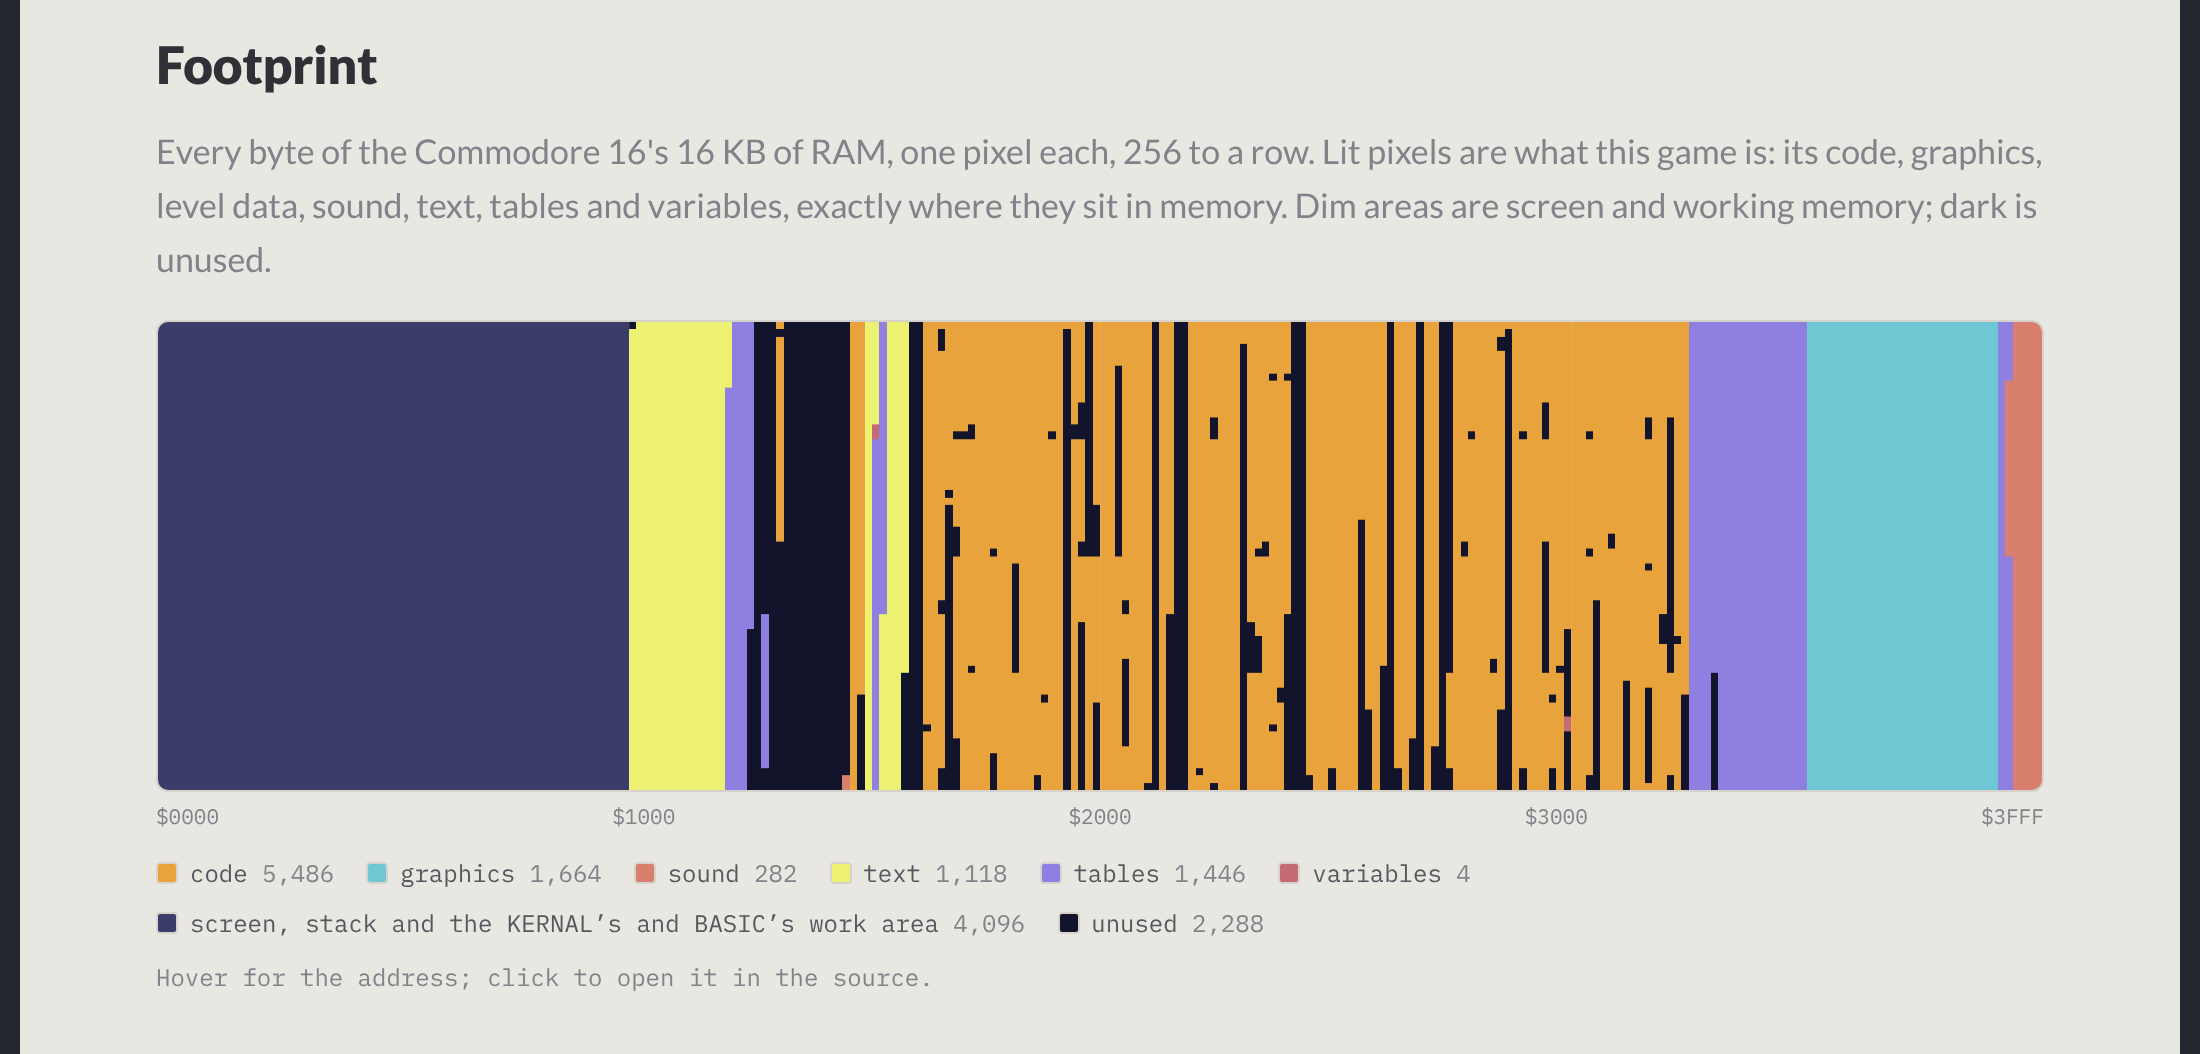 Footprint
Every byte of the Commodore 16's 16 KB of RAM, one pixel each, 256 to a row. Lit pixels are what this game is: its code, graphics,
level data, sound, text, tables and variables, exactly where they sit in memory. Dim areas are screen and working memory; dark is
unused.
$0000 $1000 $2000 $3000 $3FFF
code 5,486 graphics 1,664 sound 282 text 1,118 tables 1,446 variables 4
screen, stack and the KERNAL’s and BASIC’s work area 4,096 unused 2,288
Hover for the address; click to open it in the source.